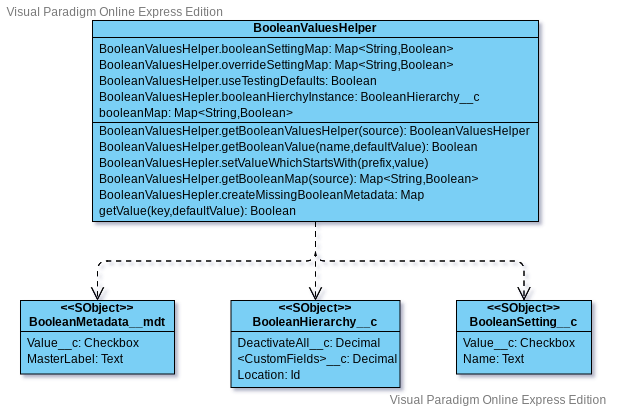 Visual Paradigm Online Express Edition
BooleanValuesHelper
BooleanValuesHelper.booleanSettingMap: Map<String,Boolean>
BooleanValuesHelper.overrideSettingMap: Map<String,Boolean>
BooleanValuesHelper.useTestingDefaults: Boolean
BooleanValuesHepler.booleanHierchyInstance: BooleanHierarchy__c
booleanMap: Map<String,Boolean>
BooleanValuesHelper.getBooleanValuesHelper(source): BooleanValuesHelper
BooleanValuesHelper.getBooleanValue(name,defaultValue): Boolean
BooleanValuesHepler.setValueWhichStartsWith(prefix,value)
BooleanValuesHelper.getBooleanMap(source): Map<String,Boolean>
BooleanValuesHepler.createMissingBooleanMetadata: Map
getValue(key,defaultValue): Boolean
<<SObject>>
BooleanMetadata__mdt
Value__c: Checkbox
MasterLabel: Text
<<SObject>>
BooleanHierarchy__c
DeactivateAll__c: Decimal
<CustomFields>__c: Decimal
Location: Id
<<SObject>>
BooleanSetting__c
Value__c: Checkbox
Name: Text
Visual Paradigm Online Express Edition